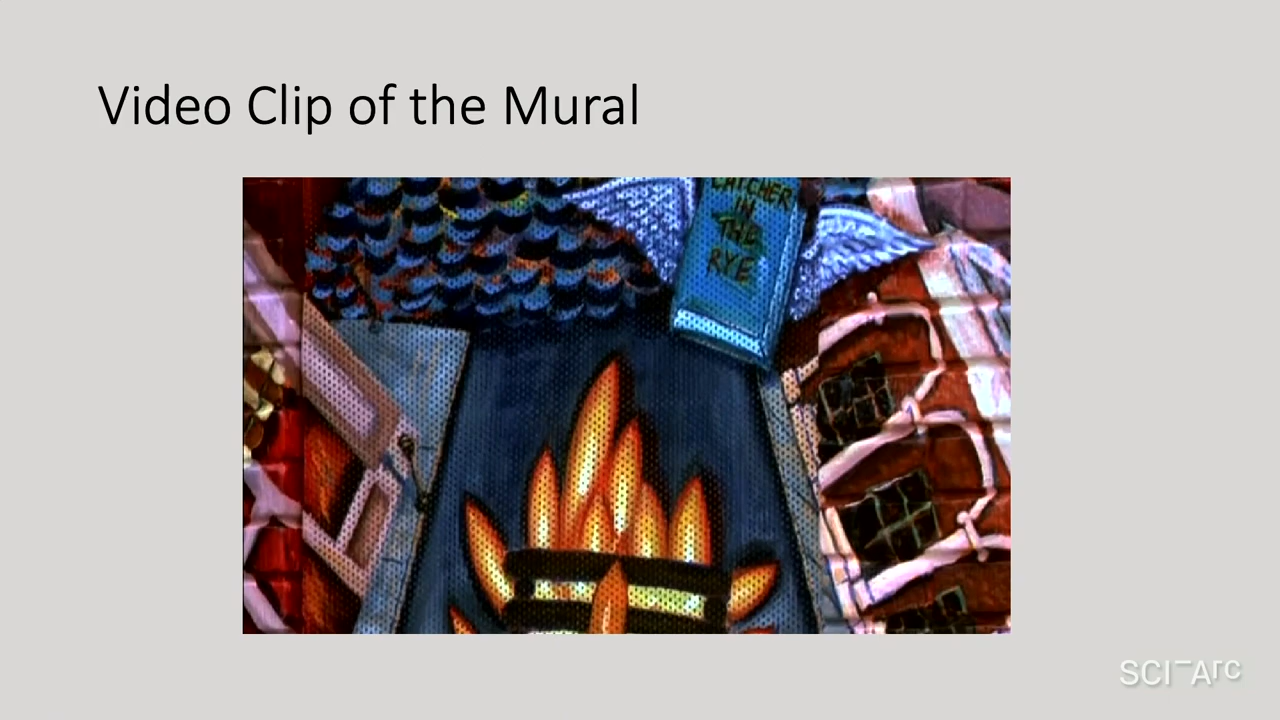 Video Clip of the Mural
CATCHER
IN
THE
RYE
SCI-Arc